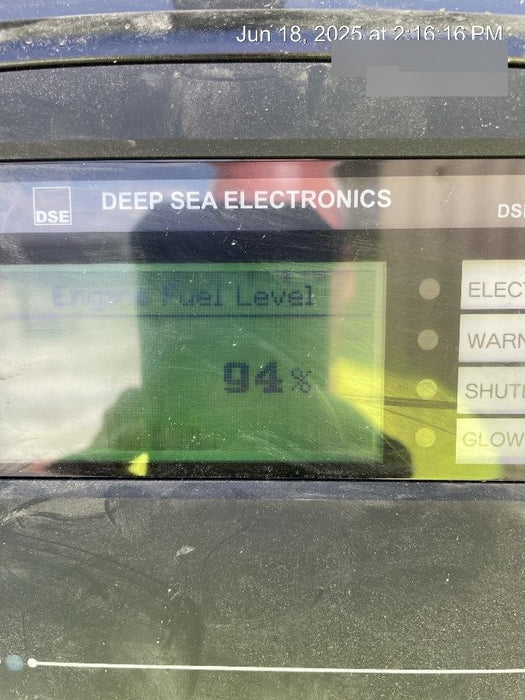 Jun 18, 2025 at 2:16:16 PM
DSE
DEEP SEA ELECTRONICS
DSE
Engine Fuel Level
94%
ELECT
WARN
SHUT
GLOW